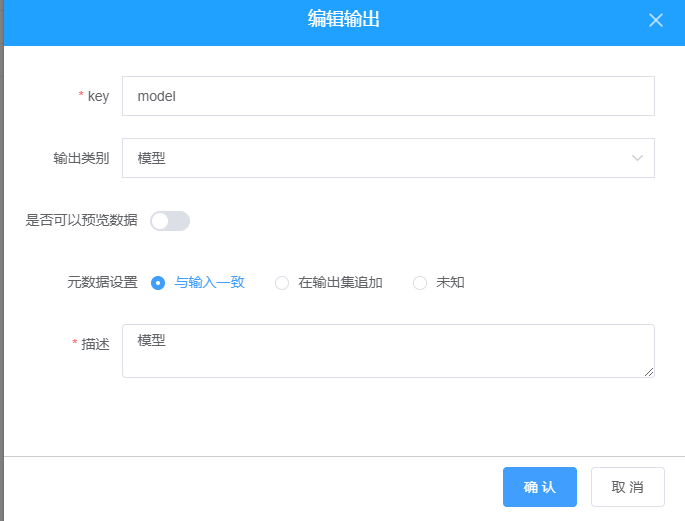 编辑输出
* key model
输出类别 模型
是否可以预览数据
元数据设置 与输入一致 在输出集追加 未知
* 描述 模型
确认 取消